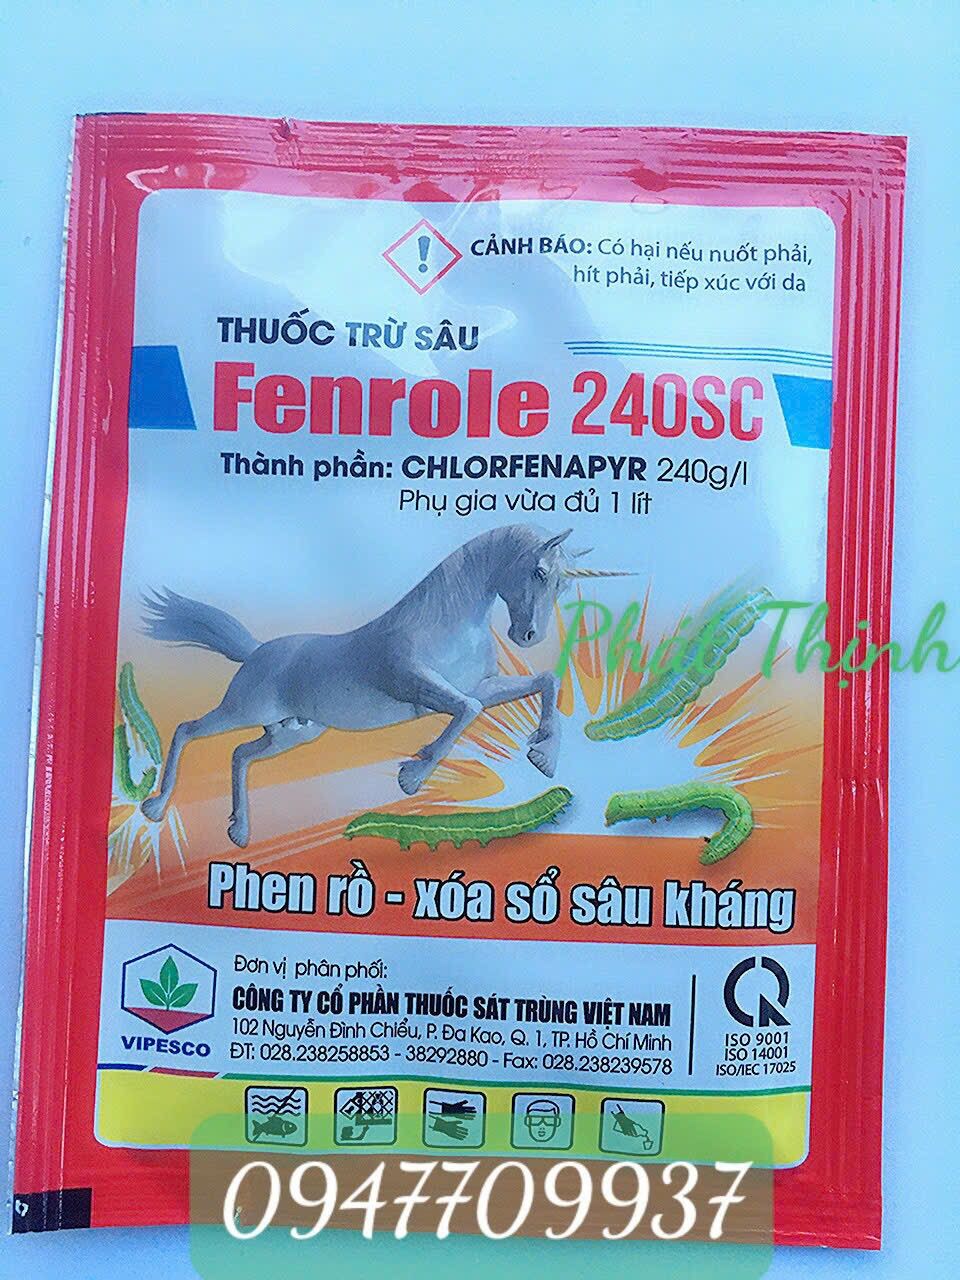 CẢNH BÁO: Có hại nếu nuốt phải,
hít phải, tiếp xúc với da
THUỐC TRỪ SÂU
Fenrole 240SC
Thành phần: CHLORFENAPYR 240g/l
Phụ gia vừa đủ 1 lít
Phát Thịnh
Phen rồ - xóa sổ sâu kháng
Đơn vị phân phối:
CÔNG TY CỔ PHẦN THUỐC SÁT TRÙNG VIỆT NAM
102 Nguyễn Đình Chiểu, P. Đa Kao, Q. 1, TP. Hồ Chí Minh
ĐT: 028.238258853 - 38292880 - Fax: 028.238239578
VIPESCO
ISO 9001
ISO 14001
ISO/IEC 17025
0947709937